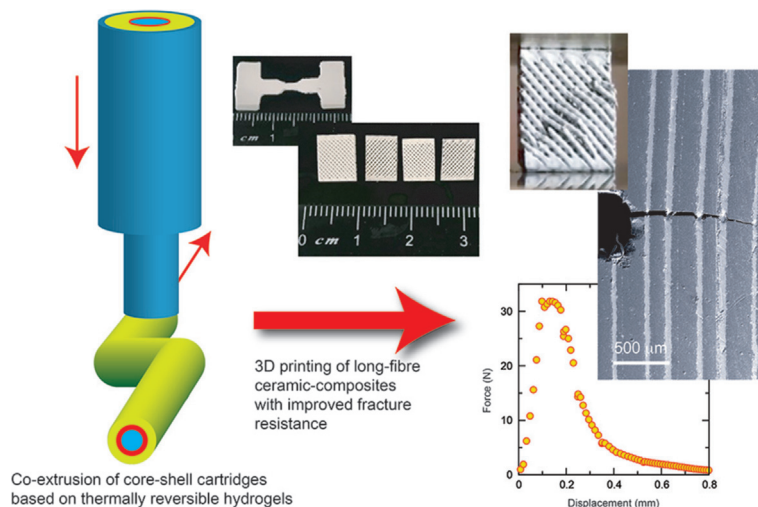 cm
1
0
cm
1
2
3
500 µm
3D printing of long-fibre
ceramic-composites
with improved fracture
resistance
Co-extrusion of core-shell cartridges
based on thermally reversible hydrogels
Force (N)
30
20
10
0
0
0.2
0.4
0.6
0.8
Displacement (mm)